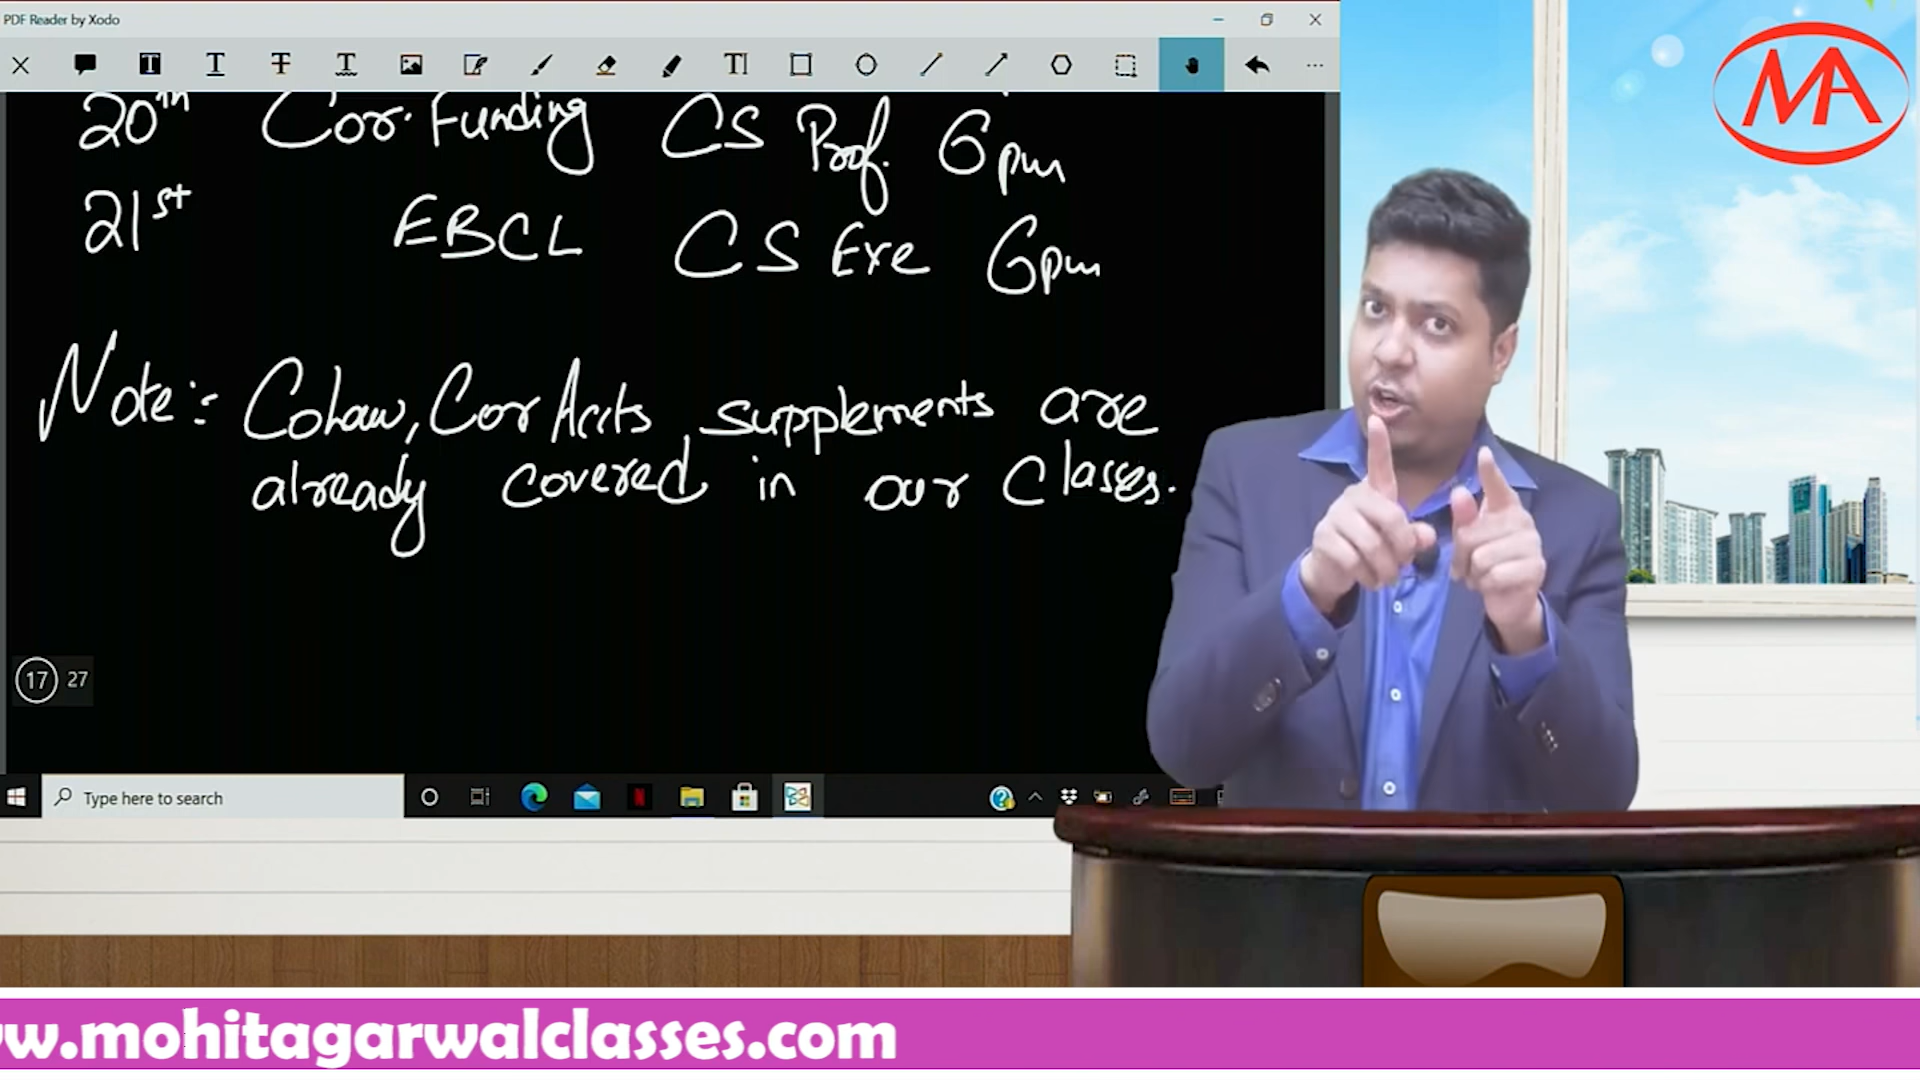 PDF Reader by Xodo
20th Cor. Funding CS Prof. 6pm
21st EBCL CS Exe 6pm
Note:- CoLaw, Cor Accts, supplements are
already covered in our classes.
17 27
Type here to search
MA
w.mohitagarwalclasses.com